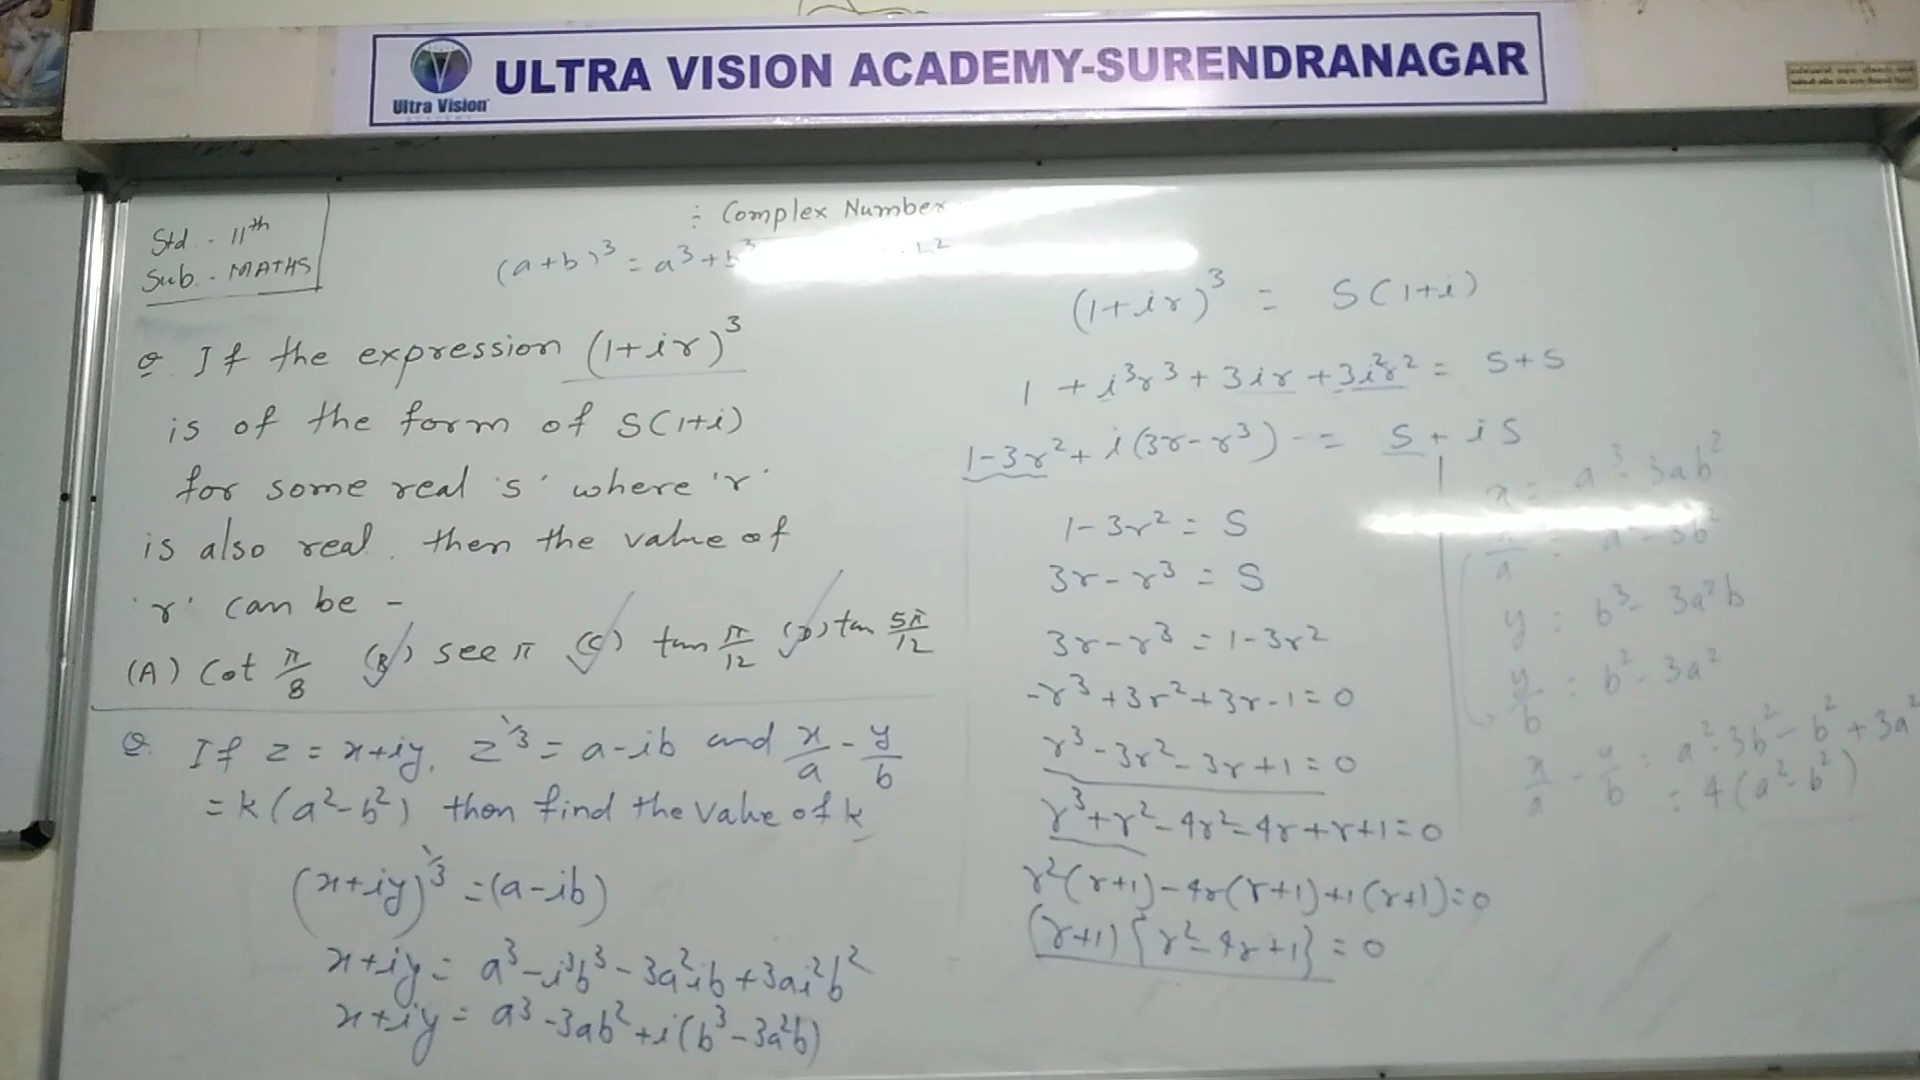 Ultra Vision
ULTRA VISION ACADEMY-SURENDRANAGAR
Std - 11th
Sub. - MATHS
:- Complex Number
(a+b)³ = a³+b³
Q. If the expression (1+ir)³
is of the form of S(1+i)
for some real 's' where 'r'
is also real. then the value of
'r' can be -
(A) Cot π/8 (B) see π (C) tan π/12 (D) tan 5π/12
Q. If z = x+iy, z^1/3 = a-ib and x/a - y/b
= k(a²-b²) then find the value of k
(x+iy)^1/3 = (a-ib)
x+iy = a³-i³b³-3a²ib+3ai²b²
x+iy = a³-3ab²+i(b³-3a²b)
(1+ir)³ = S(1+i)
1 + i³r³ + 3ir + 3i²r² = S+S
1-3r²+ i(3r-r³) = S + iS
1-3r² = S
3r-r³ = S
3r-r³ = 1-3r²
-r³+3r²+3r-1=0
r³-3r²-3r+1=0
r³+r²-4r²-4r+r+1=0
r²(r+1)-4r(r+1)+1(r+1)=0
(r+1){r²-4r+1}=0
x = a³-3ab²
x/a = a²-3b²
y = b³-3a²b
y/b = b²-3a²
x/a - y/b = a²-3b²-b²+3a²
= 4(a²-b²)